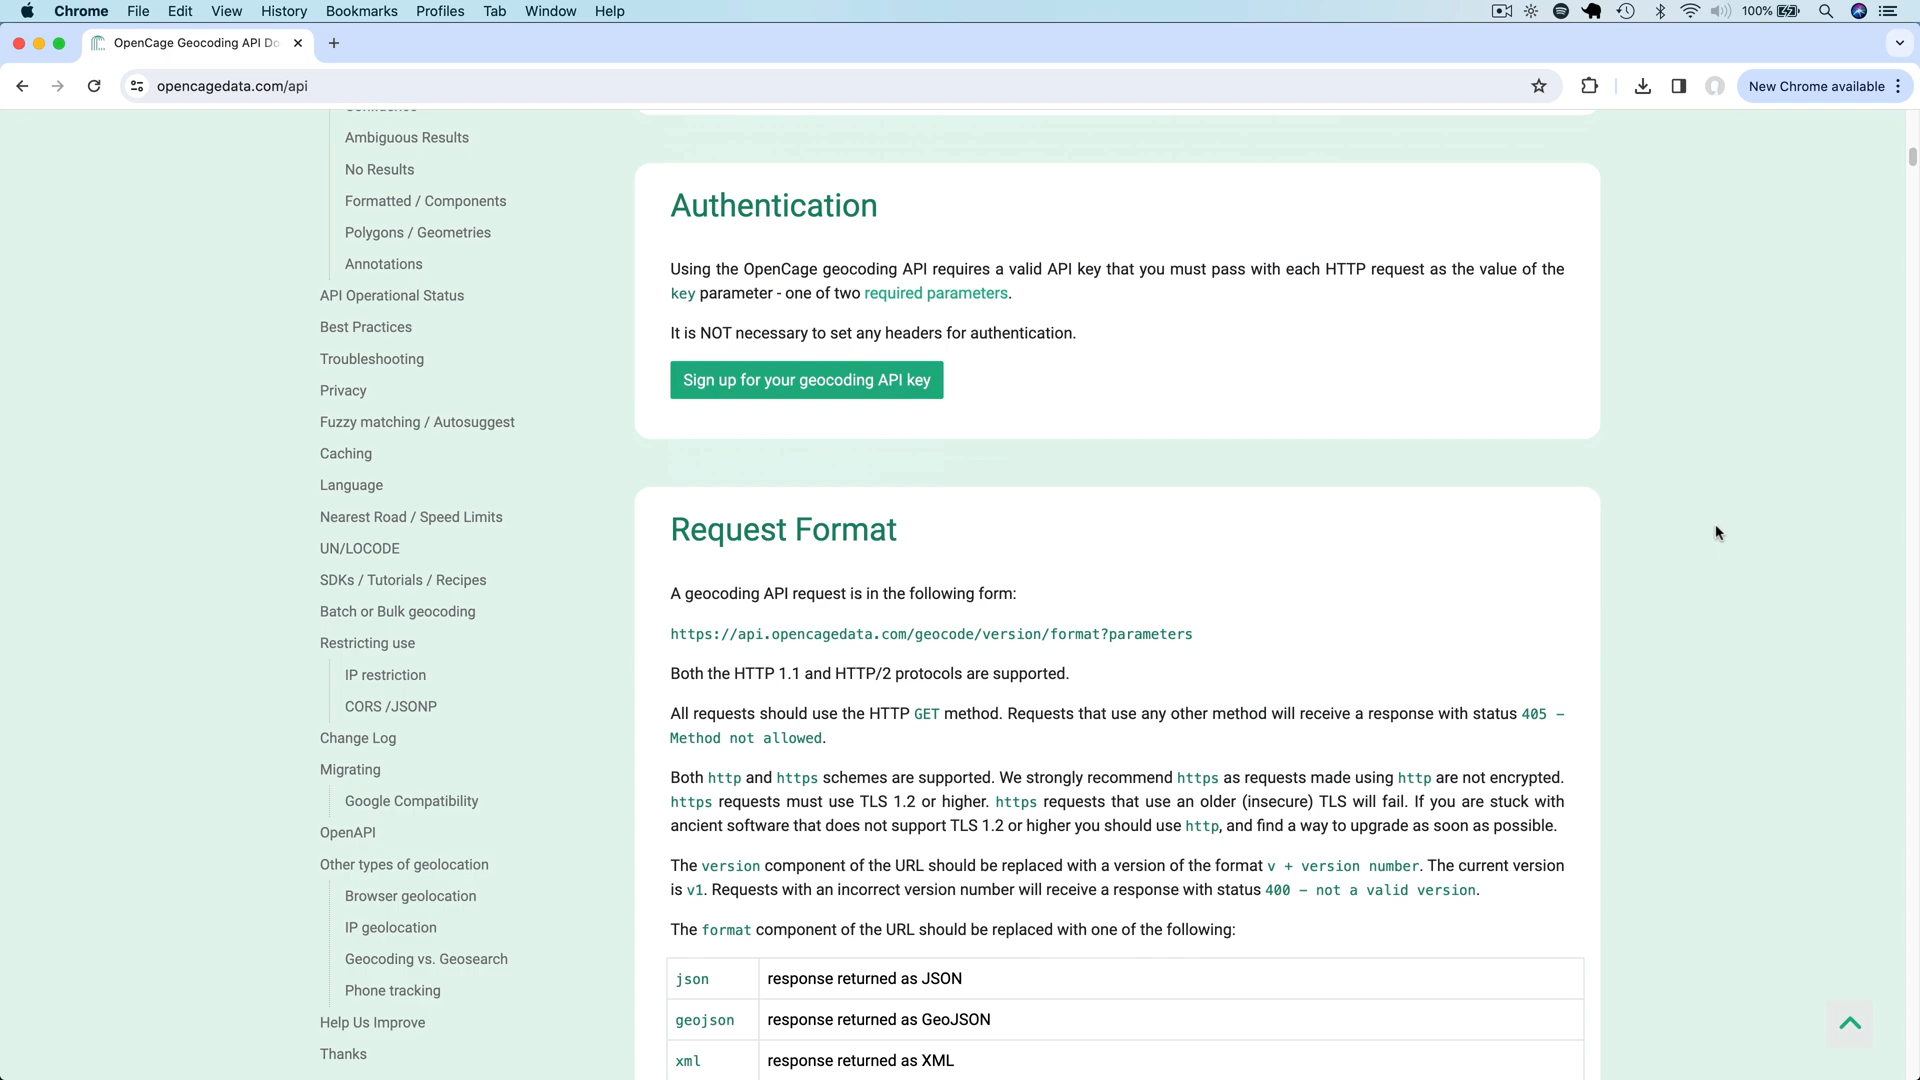 Chrome File Edit View History Bookmarks Profiles Tab Window Help 100%
OpenCage Geocoding API Do
opencagedata.com/api
New Chrome available
Ambiguous Results
No Results
Formatted / Components
Polygons / Geometries
Annotations
API Operational Status
Best Practices
Troubleshooting
Privacy
Fuzzy matching / Autosuggest
Caching
Language
Nearest Road / Speed Limits
UN/LOCODE
SDKs / Tutorials / Recipes
Batch or Bulk geocoding
Restricting use
IP restriction
CORS /JSONP
Change Log
Migrating
Google Compatibility
OpenAPI
Other types of geolocation
Browser geolocation
IP geolocation
Geocoding vs. Geosearch
Phone tracking
Help Us Improve
Thanks
Authentication
Using the OpenCage geocoding API requires a valid API key that you must pass with each HTTP request as the value of the
key parameter - one of two required parameters.
It is NOT necessary to set any headers for authentication.
Sign up for your geocoding API key
Request Format
A geocoding API request is in the following form:
https://api.opencagedata.com/geocode/version/format?parameters
Both the HTTP 1.1 and HTTP/2 protocols are supported.
All requests should use the HTTP GET method. Requests that use any other method will receive a response with status 405 –
Method not allowed.
Both http and https schemes are supported. We strongly recommend https as requests made using http are not encrypted.
https requests must use TLS 1.2 or higher. https requests that use an older (insecure) TLS will fail. If you are stuck with
ancient software that does not support TLS 1.2 or higher you should use http, and find a way to upgrade as soon as possible.
The version component of the URL should be replaced with a version of the format v + version number. The current version
is v1. Requests with an incorrect version number will receive a response with status 400 – not a valid version.
The format component of the URL should be replaced with one of the following:
json response returned as JSON
geojson response returned as GeoJSON
xml response returned as XML